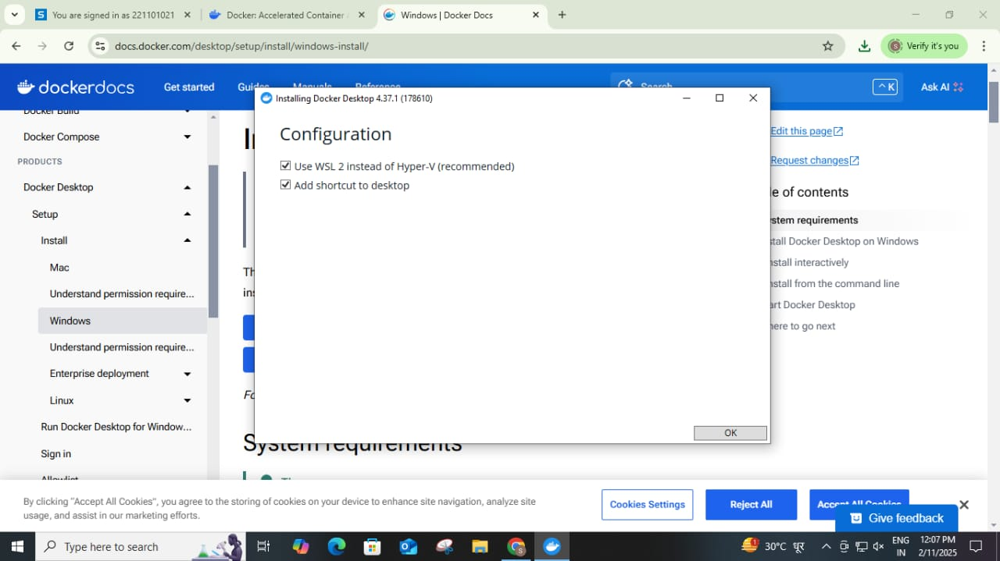 You are signed in as 221101021
Docker: Accelerated Container
Windows | Docker Docs
docs.docker.com/desktop/setup/install/windows-install/
Verify it's you
dockerdocs
Get started
Guides
Manuals
Reference
Search
^ K
Ask AI
Docker Build
Docker Compose
PRODUCTS
Docker Desktop
Setup
Install
Mac
Understand permission require...
Windows
Understand permission require...
Enterprise deployment
Linux
Run Docker Desktop for Window...
Sign in
Allowlist
Installing Docker Desktop 4.37.1 (178610)
Configuration
Use WSL 2 instead of Hyper-V (recommended)
Add shortcut to desktop
OK
System requirements
Edit this page
Request changes
e of contents
stem requirements
stall Docker Desktop on Windows
nstall interactively
nstall from the command line
art Docker Desktop
here to go next
By clicking “Accept All Cookies”, you agree to the storing of cookies on your device to enhance site navigation, analyze site
usage, and assist in our marketing efforts.
Cookies Settings
Reject All
Accept All Cookies
Give feedback
Type here to search
1
30°C
ENG
IN
12:07 PM
2/11/2025